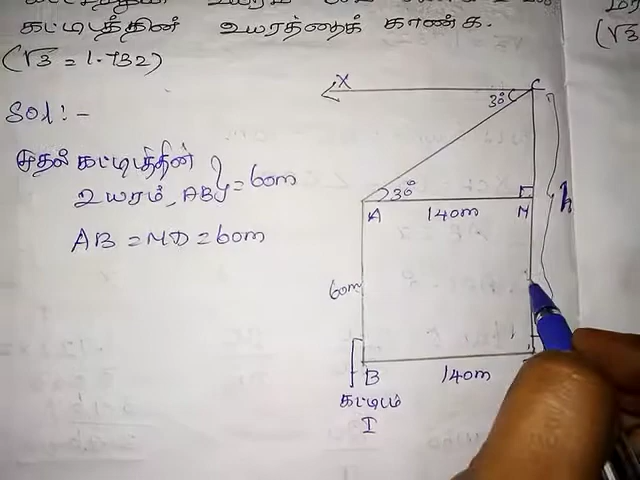 கட்டிடத்தின் உயரத்தைக் காண்க.
(√3 = 1.732)
Sol :-
முதல் கட்டிடத்தின்
உயரம், AB } = 60m
AB = MD = 60m
X
C
30°
30°
A
140m
M
h
60m
B
140m
கட்டிடம்
I
(√3